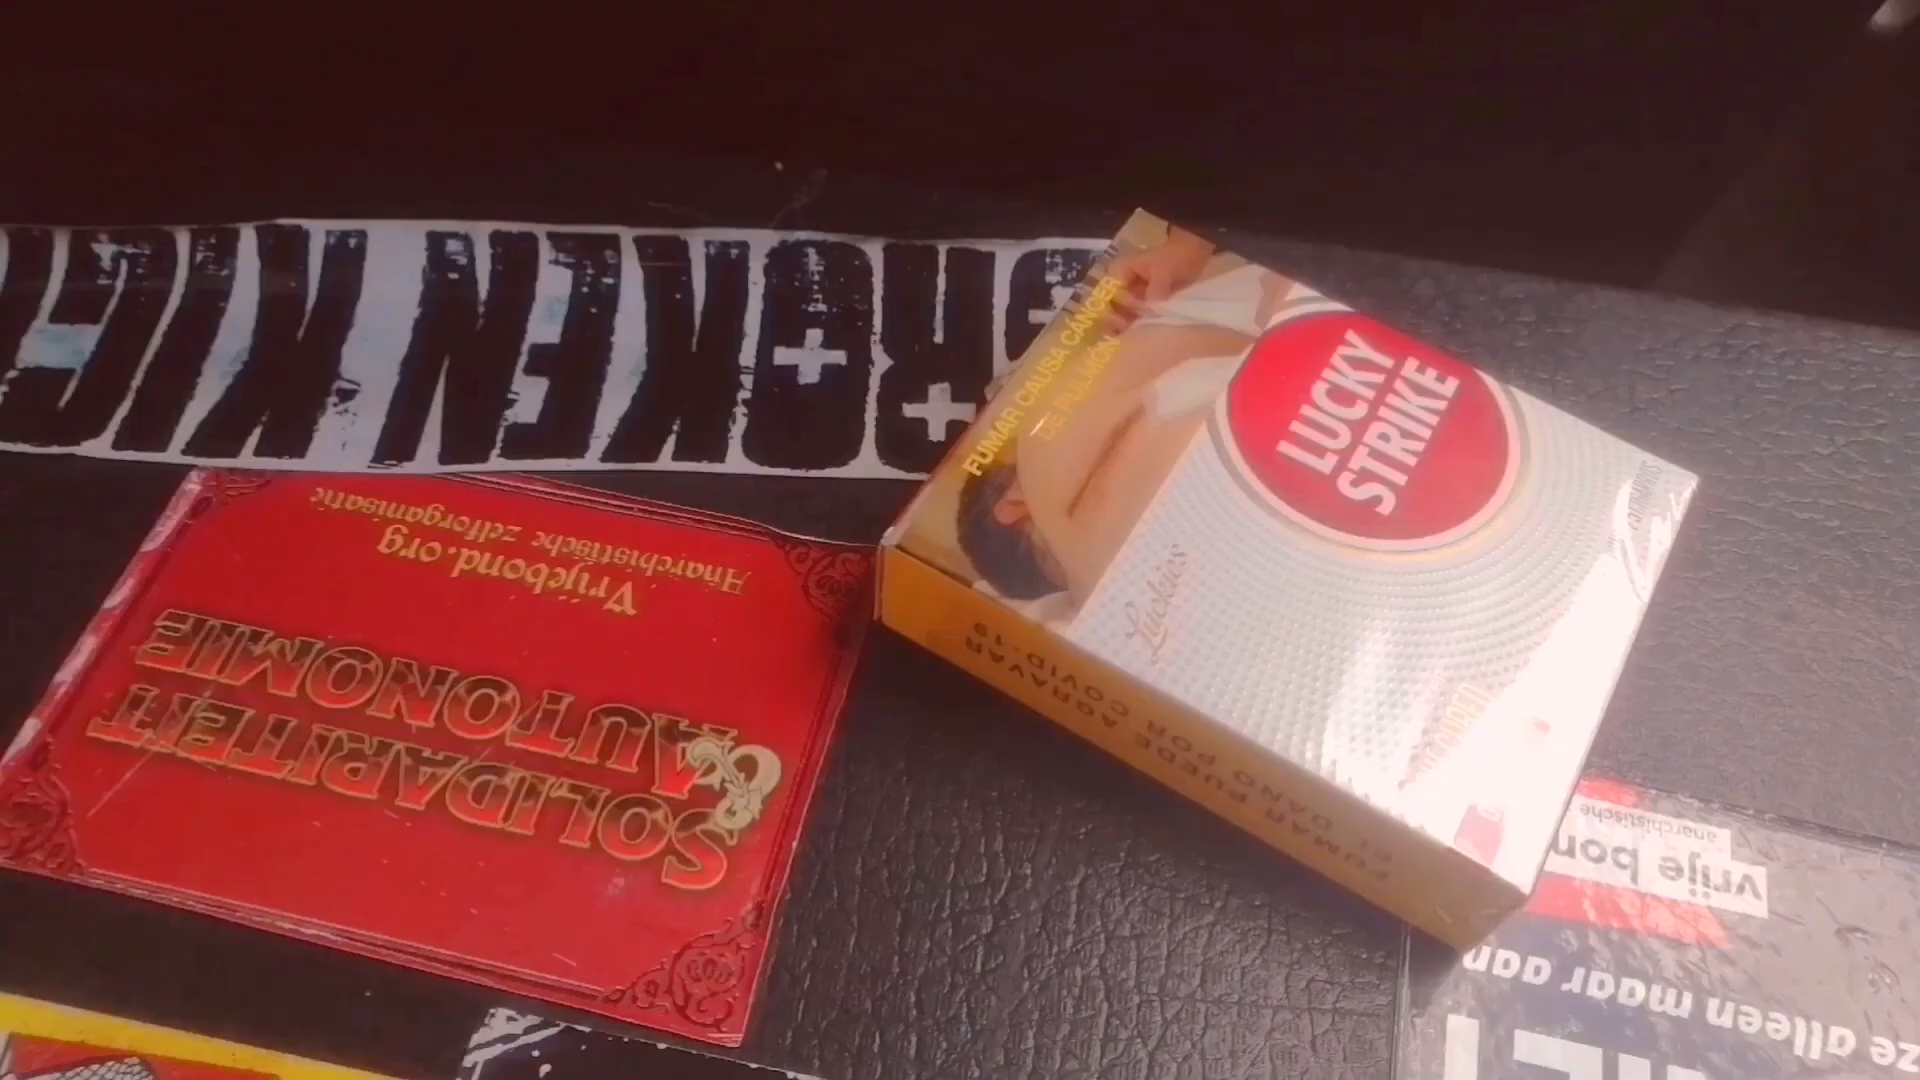 BROKEN KICK
FUMAR CAUSA CÁNCER
DE PULMÓN
LUCKY
STRIKE
Luckies
FUMAR PUEDE AGRAVAR
EL DAÑO POR COVID-19
SOLIDARITEIT
& AUTONOMIE
Vrijebond.org
Anarchistische zelforganisatie
ze alleen maar aan
vrije bon
anarchistische